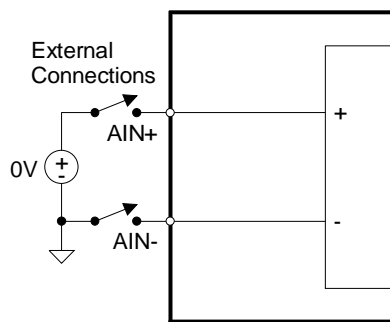 External
Connections
AIN+
+
0V
+
-
-
AIN-